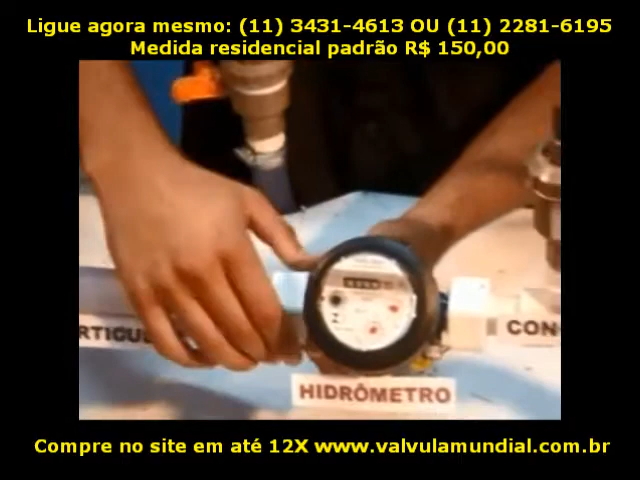 Ligue agora mesmo: (11) 3431-4613 OU (11) 2281-6195
Medida residencial padrão R$ 150,00
RTICUL
CON
HIDRÔMETRO
Compre no site em até 12X www.valvulamundial.com.br